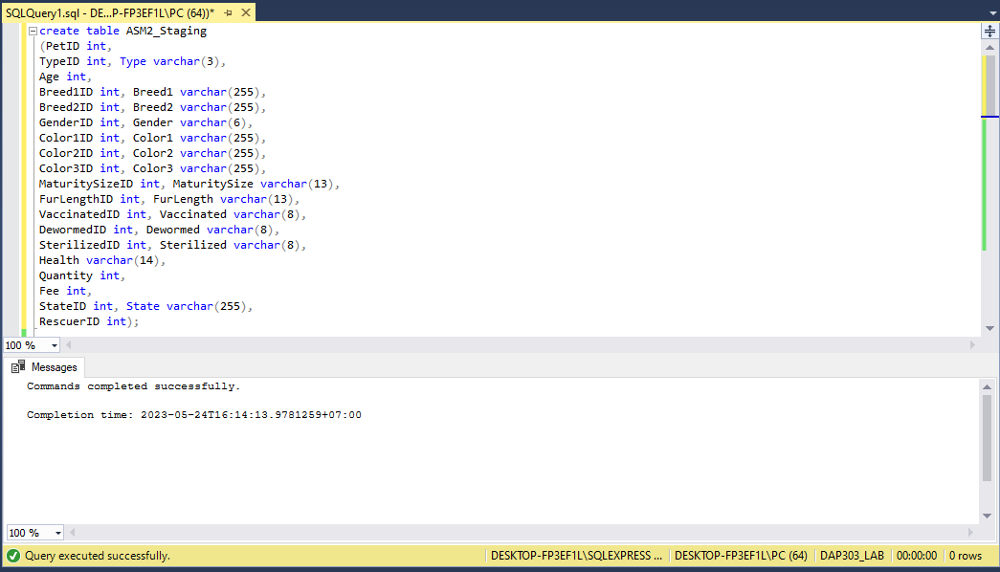 SQLQuery1.sql - DE...P-FP3EF1L\PC (64))*
create table ASM2_Staging
(PetID int,
TypeID int, Type varchar(3),
Age int,
Breed1ID int, Breed1 varchar(255),
Breed2ID int, Breed2 varchar(255),
GenderID int, Gender varchar(6),
Color1ID int, Color1 varchar(255),
Color2ID int, Color2 varchar(255),
Color3ID int, Color3 varchar(255),
MaturitySizeID int, MaturitySize varchar(13),
FurLengthID int, FurLength varchar(13),
VaccinatedID int, Vaccinated varchar(8),
DewormedID int, Dewormed varchar(8),
SterilizedID int, Sterilized varchar(8),
Health varchar(14),
Quantity int,
Fee int,
StateID int, State varchar(255),
RescuerID int);
100 %
Messages
Commands completed successfully.
Completion time: 2023-05-24T16:14:13.9781259+07:00
100 %
Query executed successfully. DESKTOP-FP3EF1L\SQLEXPRESS ... DESKTOP-FP3EF1L\PC (64) DAP303_LAB 00:00:00 0 rows